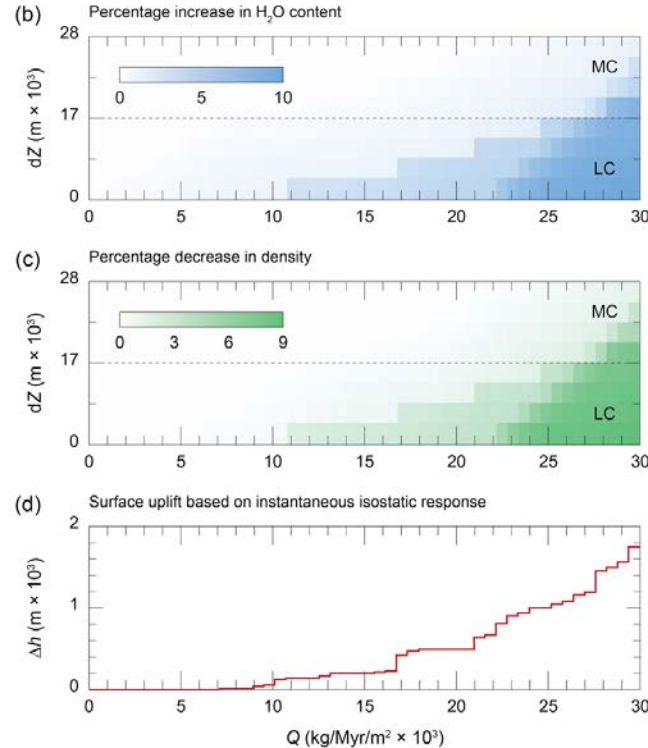 (b) Percentage increase in H₂O content
28
MC
0 5 10
17
dZ (m × 10³)
LC
0
0 5 10 15 20 25 30
(c) Percentage decrease in density
28
MC
0 3 6 9
17
dZ (m × 10³)
LC
0
0 5 10 15 20 25 30
(d) Surface uplift based on instantaneous isostatic response
2
Δh (m × 10³)
1
0
0 5 10 15 20 25 30
Q (kg/Myr/m² × 10³)